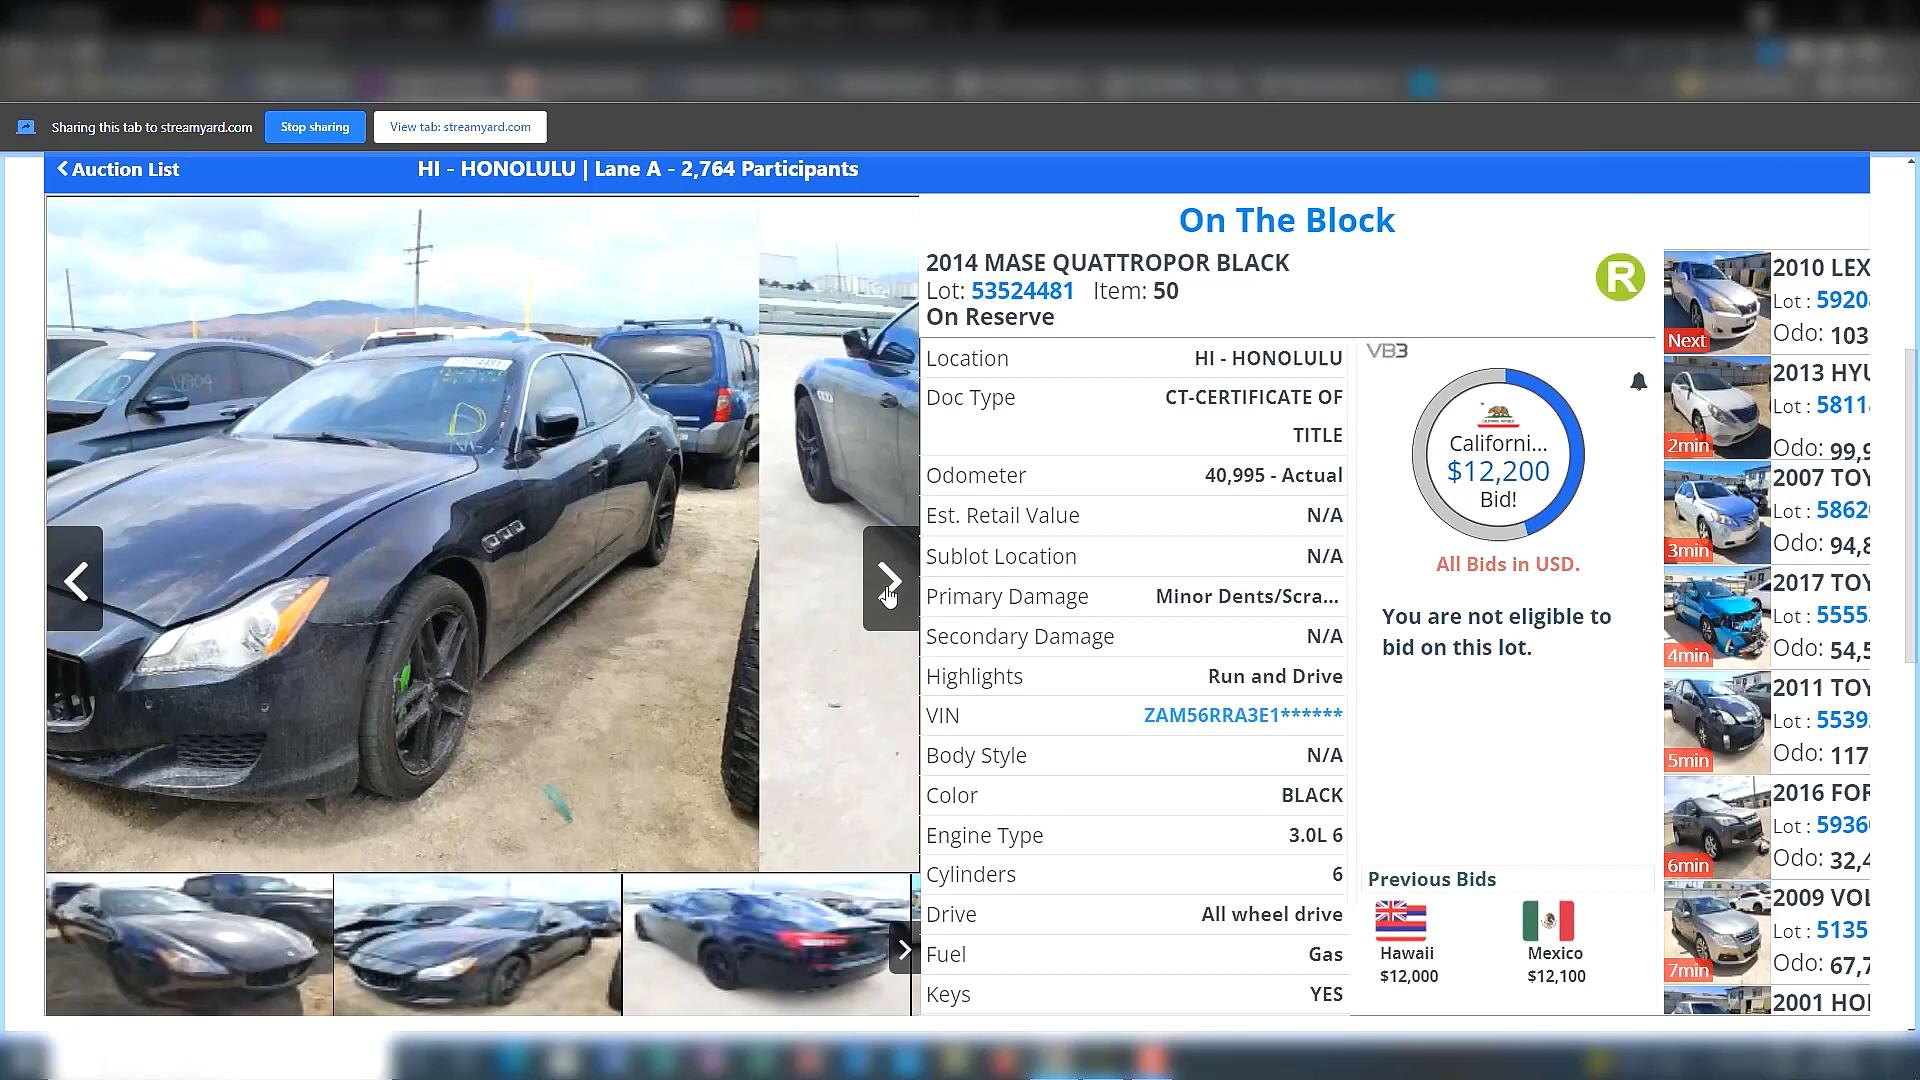 Sharing this tab to streamyard.com
Stop sharing
View tab: streamyard.com
Auction List
HI - HONOLULU | Lane A - 2,764 Participants
On The Block
2014 MASE QUATTROPOR BLACK
Lot: 53524481 Item: 50
On Reserve
R
Location HI - HONOLULU
Doc Type CT-CERTIFICATE OF
TITLE
Odometer 40,995 - Actual
Est. Retail Value N/A
Sublot Location N/A
Primary Damage Minor Dents/Scra...
Secondary Damage N/A
Highlights Run and Drive
VIN ZAM56RRA3E1******
Body Style N/A
Color BLACK
Engine Type 3.0L 6
Cylinders 6
Drive All wheel drive
Fuel Gas
Keys YES
VB3
Californi...
$12,200
Bid!
All Bids in USD.
You are not eligible to
bid on this lot.
Previous Bids
Hawaii
$12,000
Mexico
$12,100
Next
2010 LEX
Lot : 5920
Odo: 103
2min
2013 HYU
Lot : 5811
Odo: 99,9
3min
2007 TOY
Lot : 5862
Odo: 94,8
4min
2017 TOY
Lot : 5555
Odo: 54,5
5min
2011 TOY
Lot : 5539
Odo: 117
6min
2016 FOR
Lot : 5936
Odo: 32,4
7min
2009 VOL
Lot : 5135
Odo: 67,7
2001 HO